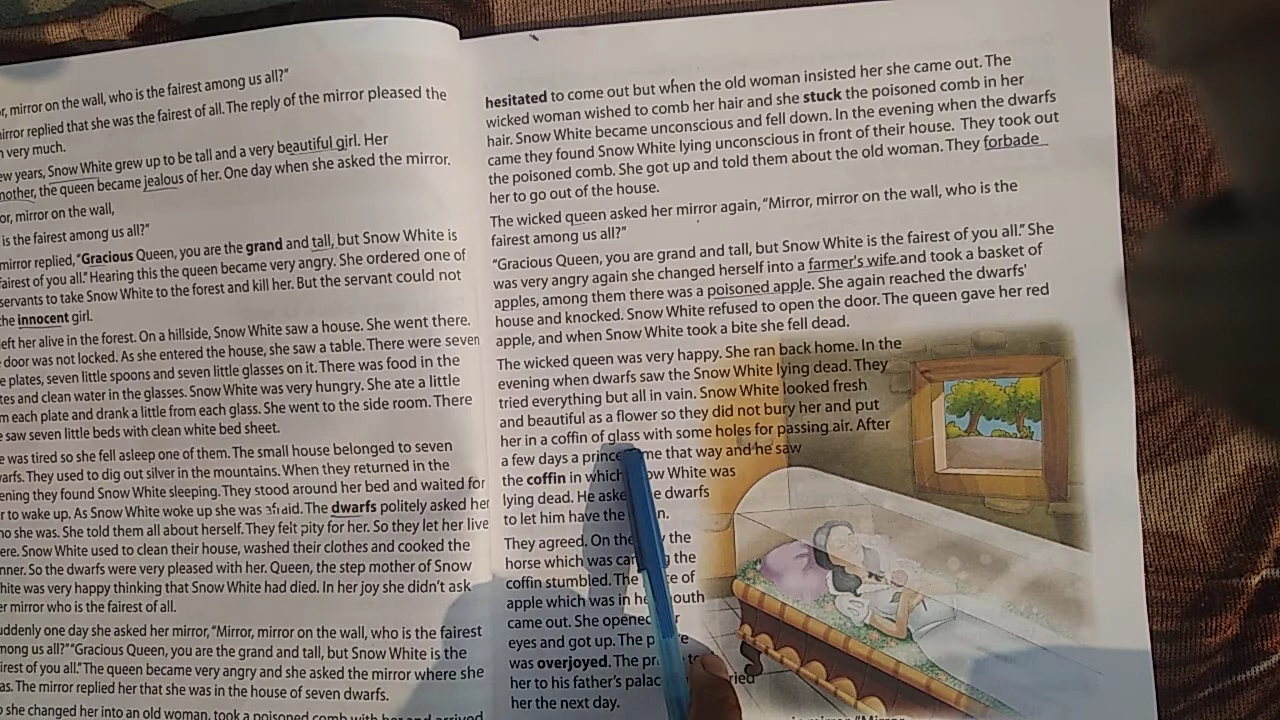 r, mirror on the wall, who is the fairest among us all?"
irror replied that she was the fairest of all. The reply of the mirror pleased the
very much.
ew years, Snow White grew up to be tall and a very beautiful girl. Her
mother, the queen became jealous of her. One day when she asked the mirror.
or, mirror on the wall,
is the fairest among us all?"
mirror replied, "Gracious Queen, you are the grand and tall, but Snow White is
fairest of you all." Hearing this the queen became very angry. She ordered one of
servants to take Snow White to the forest and kill her. But the servant could not
the innocent girl.
left her alive in the forest. On a hillside, Snow White saw a house. She went there.
door was not locked. As she entered the house, she saw a table. There were seven
e plates, seven little spoons and seven little glasses on it. There was food in the
tes and clean water in the glasses. Snow White was very hungry. She ate a little
m each plate and drank a little from each glass. She went to the side room. There
saw seven little beds with clean white bed sheet.
e was tired so she fell asleep one of them. The small house belonged to seven
warfs. They used to dig out silver in the mountains. When they returned in the
ening they found Snow White sleeping. They stood around her bed and waited for
r to wake up. As Snow White woke up she was afraid. The dwarfs politely asked her
ho she was. She told them all about herself. They felt pity for her. So they let her live
ere. Snow White used to clean their house, washed their clothes and cooked the
nner. So the dwarfs were very pleased with her. Queen, the step mother of Snow
hite was very happy thinking that Snow White had died. In her joy she didn't ask
er mirror who is the fairest of all.
uddenly one day she asked her mirror, "Mirror, mirror on the wall, who is the fairest
mong us all?" "Gracious Queen, you are the grand and tall, but Snow White is the
irest of you all." The queen became very angry and she asked the mirror where she
as. The mirror replied her that she was in the house of seven dwarfs.
she changed her into an old woman, took a poisoned comb with her and arrived
hesitated to come out but when the old woman insisted her she came out. The
wicked woman wished to comb her hair and she stuck the poisoned comb in her
hair. Snow White became unconscious and fell down. In the evening when the dwarfs
came they found Snow White lying unconscious in front of their house. They took out
the poisoned comb. She got up and told them about the old woman. They forbade
her to go out of the house.
The wicked queen asked her mirror again, "Mirror, mirror on the wall, who is the
fairest among us all?"
"Gracious Queen, you are grand and tall, but Snow White is the fairest of you all." She
was very angry again she changed herself into a farmer's wife and took a basket of
apples, among them there was a poisoned apple. She again reached the dwarfs'
house and knocked. Snow White refused to open the door. The queen gave her red
apple, and when Snow White took a bite she fell dead.
The wicked queen was very happy. She ran back home. In the
evening when dwarfs saw the Snow White lying dead. They
tried everything but all in vain. Snow White looked fresh
and beautiful as a flower so they did not bury her and put
her in a coffin of glass with some holes for passing air. After
a few days a prince me that way and he saw
the coffin in which ow White was
lying dead. He aske e dwarfs
to let him have the n.
They agreed. On the the
horse which was car g the
coffin stumbled. The e of
apple which was in he outh
came out. She opened r
eyes and got up. The p e
was overjoyed. The pr to
her to his father's palac ried
her the next day.